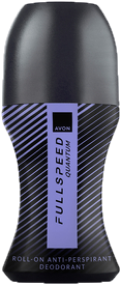 AVON
FULLSPEED
QUANTUM
ROLL-ON ANTI-PERSPIRANT
DEODORANT